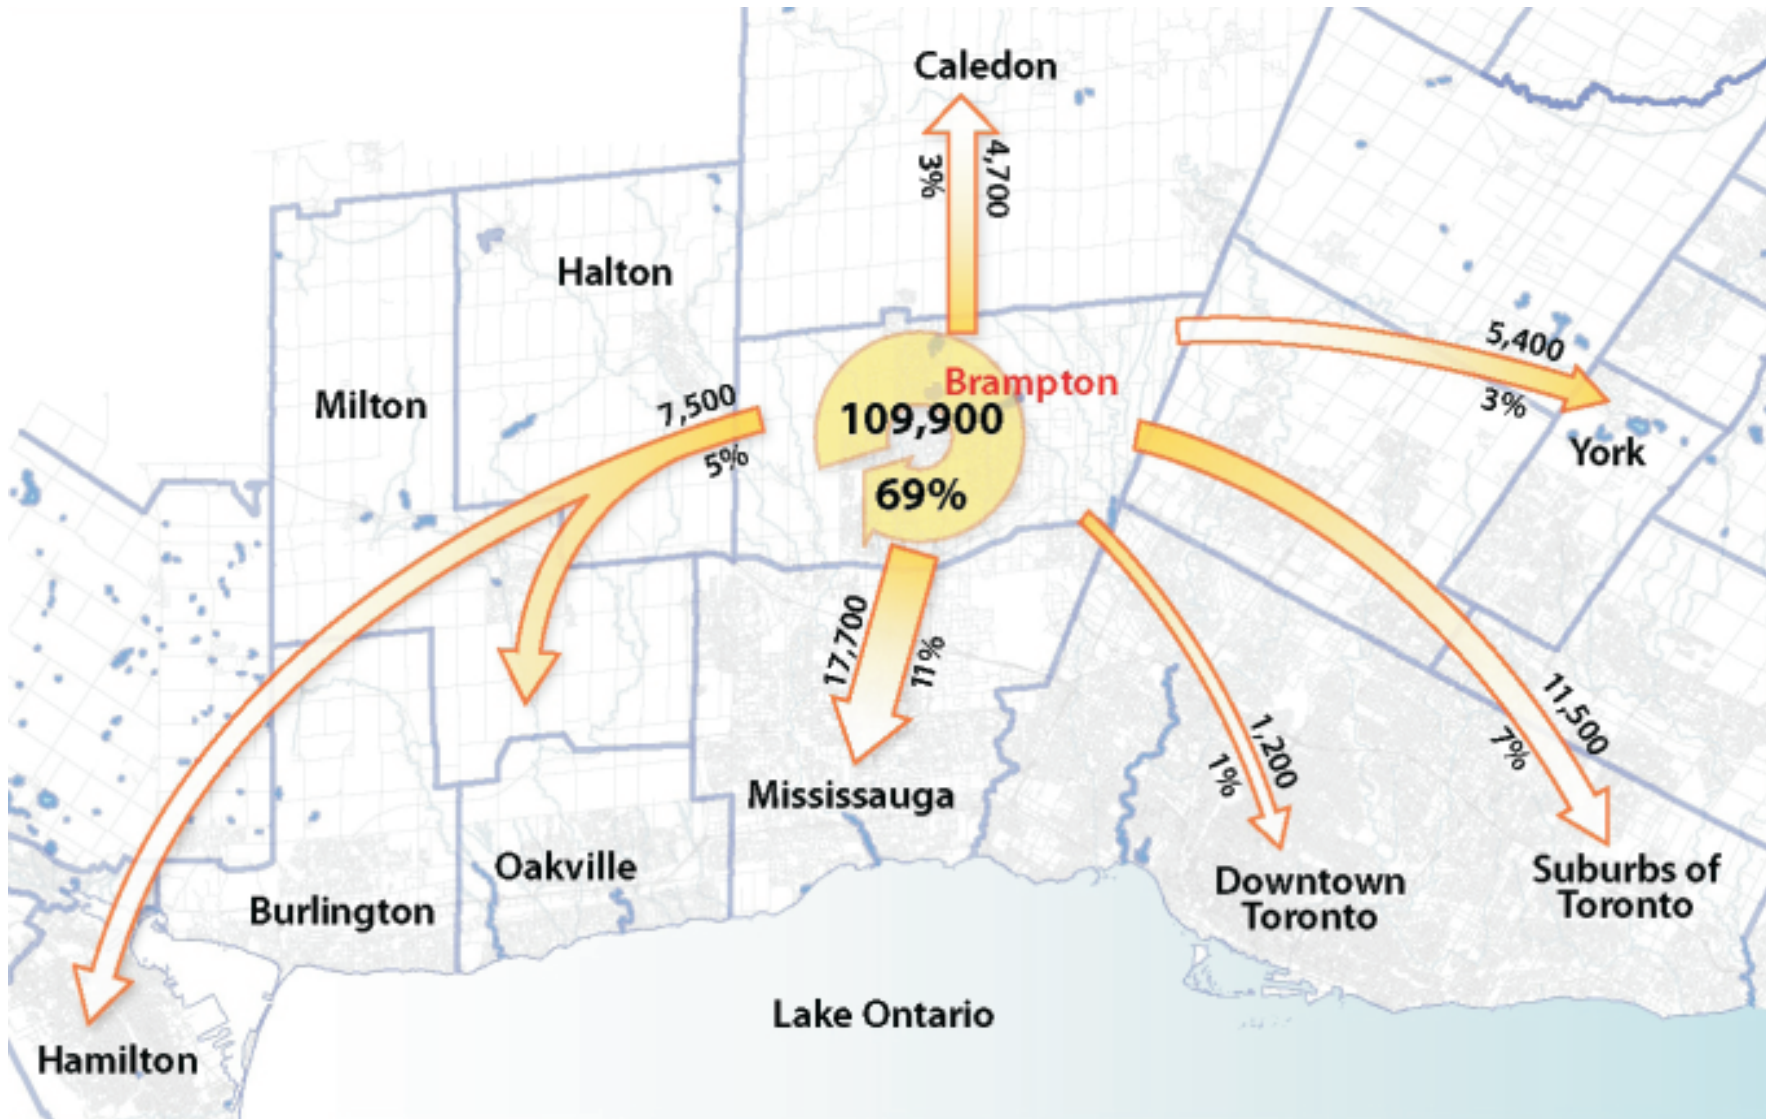 Caledon
3%
4,700
Halton
Milton
7,500
5%
Brampton
109,900
69%
5,400
3%
York
17,700
11%
11,500
7%
1,200
1%
Mississauga
Oakville
Burlington
Downtown
Toronto
Suburbs of
Toronto
Lake Ontario
Hamilton